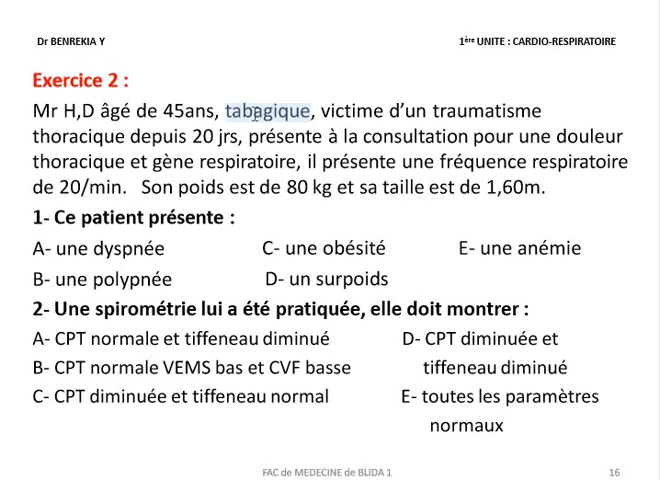 Dr BENREKIA Y
1ère UNITE : CARDIO-RESPIRATOIRE
Exercice 2 :
Mr H,D âgé de 45ans, tabagique, victime d’un traumatisme
thoracique depuis 20 jrs, présente à la consultation pour une douleur
thoracique et gène respiratoire, il présente une fréquence respiratoire
de 20/min. Son poids est de 80 kg et sa taille est de 1,60m.
1- Ce patient présente :
A- une dyspnée
C- une obésité
E- une anémie
B- une polypnée
D- un surpoids
2- Une spirométrie lui a été pratiquée, elle doit montrer :
A- CPT normale et tiffeneau diminué
B- CPT normale VEMS bas et CVF basse
C- CPT diminuée et tiffeneau normal
D- CPT diminuée et
tiffeneau diminué
E- toutes les paramètres
normaux
FAC de MEDECINE de BLIDA 1
16